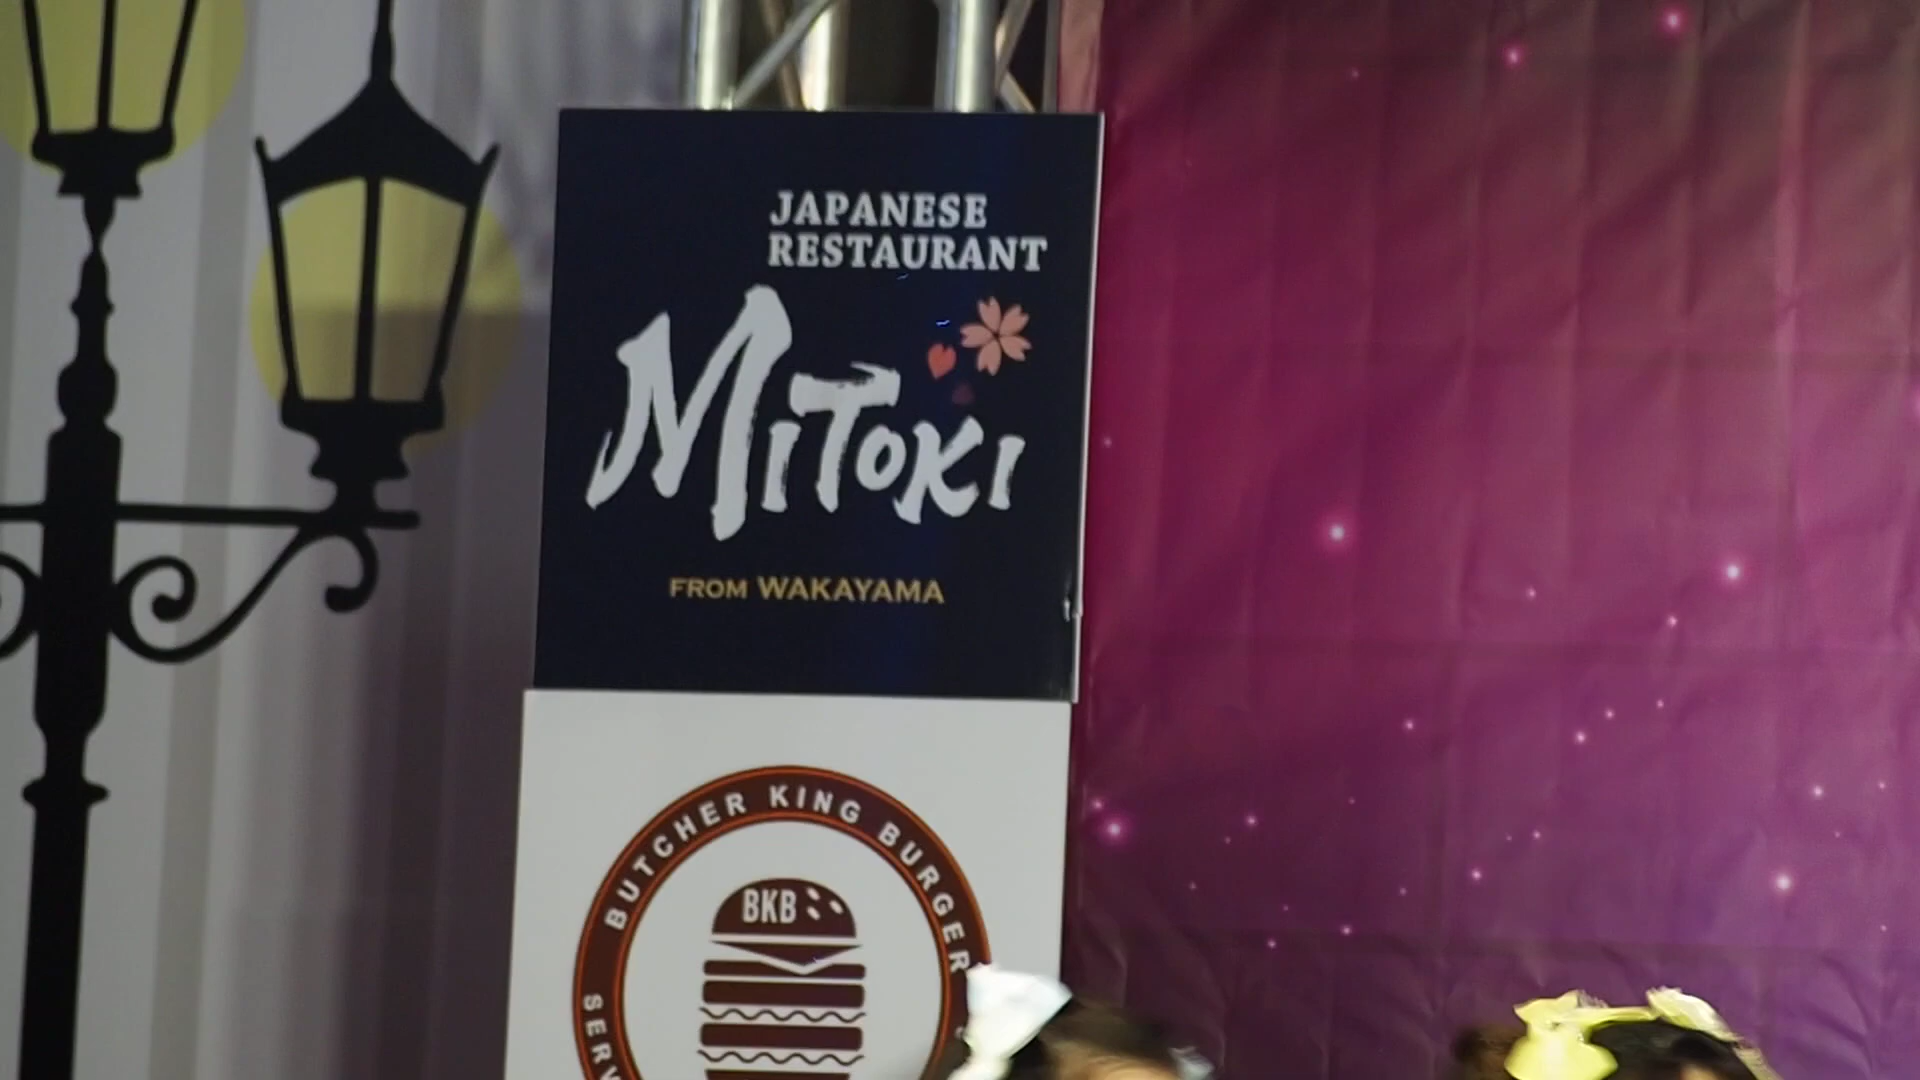 JAPANESE
RESTAURANT
MITOKI
FROM WAKAYAMA
BUTCHER KING BURGER
BKB